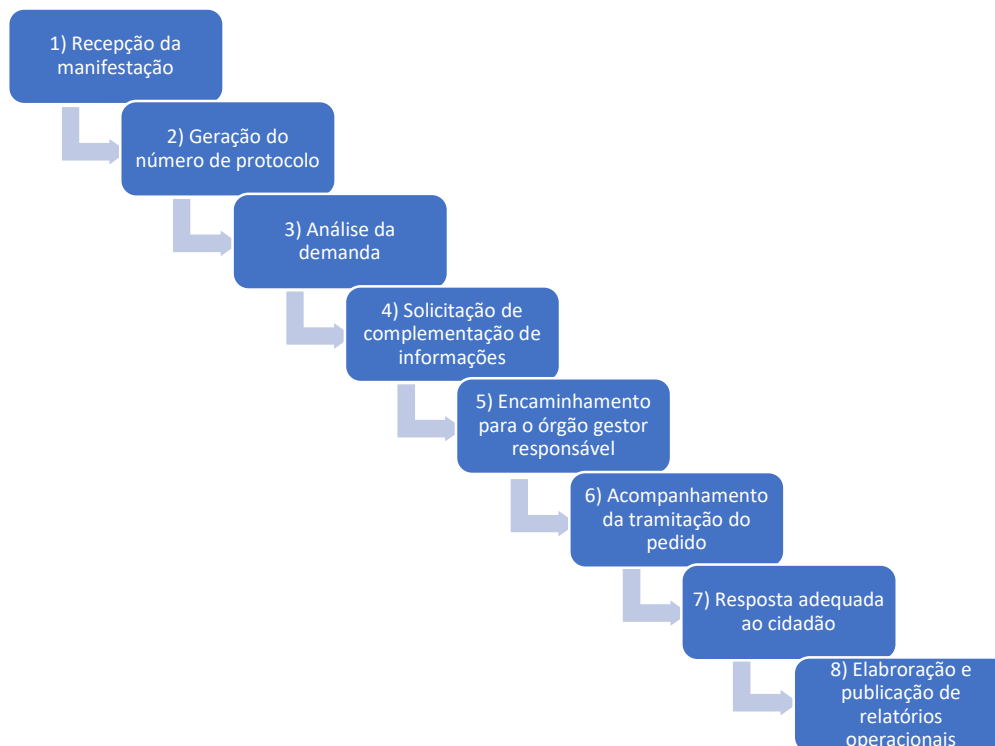 1) Recepção da
manifestação
2) Geração do
número de protocolo
3) Análise da
demanda
4) Solicitação de
complementação de
informações
5) Encaminhamento
para o órgão gestor
responsável
6) Acompanhamento
da tramitação do
pedido
7) Resposta adequada
ao cidadão
8) Elabroração e
publicação de
relatórios
operacionais